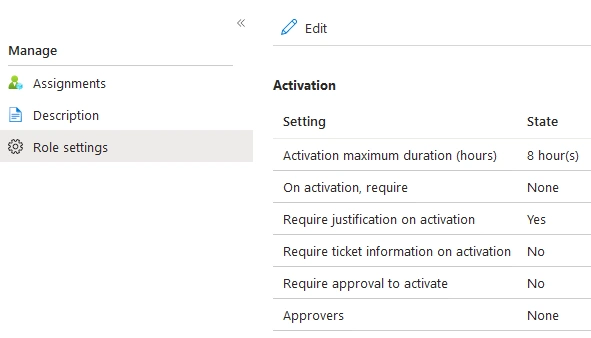 «
Manage
Assignments
Description
Role settings
Edit
Activation
Setting State
Activation maximum duration (hours) 8 hour(s)
On activation, require None
Require justification on activation Yes
Require ticket information on activation No
Require approval to activate No
Approvers None